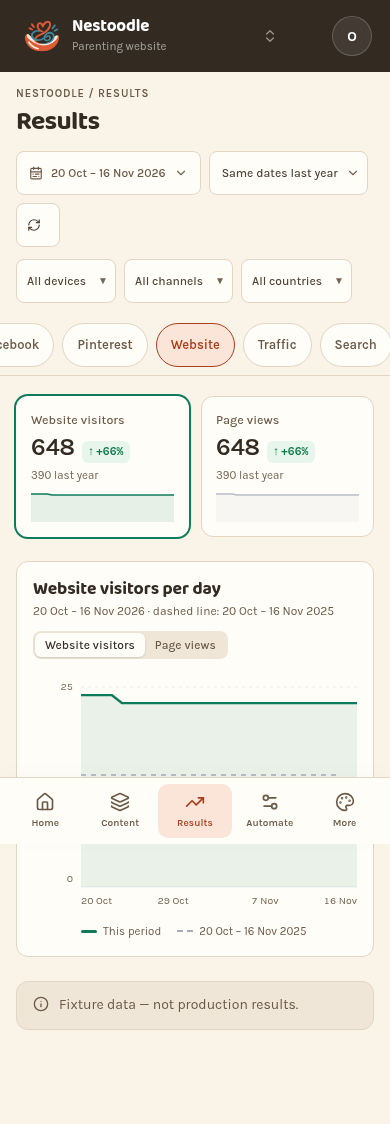 Nestoodle
Parenting website
O
NESTOODLE / RESULTS
Results
20 Oct – 16 Nov 2026
Same dates last year
All devices
All channels
All countries
cebook
Pinterest
Website
Traffic
Search
Website visitors
648 ↑ +66%
390 last year
Page views
648 ↑ +66%
390 last year
Website visitors per day
20 Oct – 16 Nov 2026 · dashed line: 20 Oct – 16 Nov 2025
Website visitors Page views
25
Home
Content
Results
Automate
More
0
20 Oct 29 Oct 7 Nov 16 Nov
This period 20 Oct – 16 Nov 2025
Fixture data — not production results.